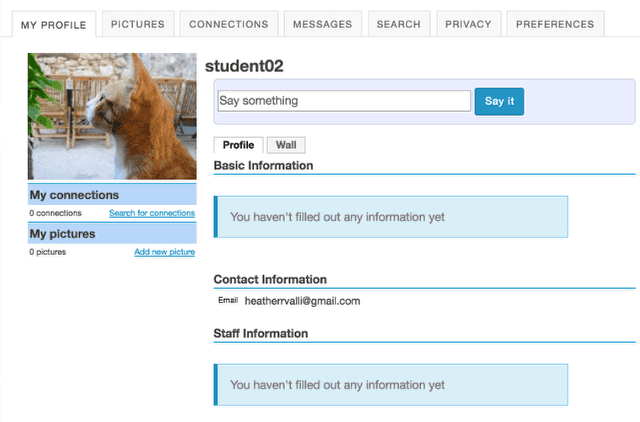 MY PROFILE PICTURES CONNECTIONS MESSAGES SEARCH PRIVACY PREFERENCES
student02
Say something Say it
Profile Wall
Basic Information
You haven't filled out any information yet
My connections
0 connections Search for connections
My pictures
0 pictures Add new picture
Contact Information
Email heatherrvalli@gmail.com
Staff Information
You haven't filled out any information yet